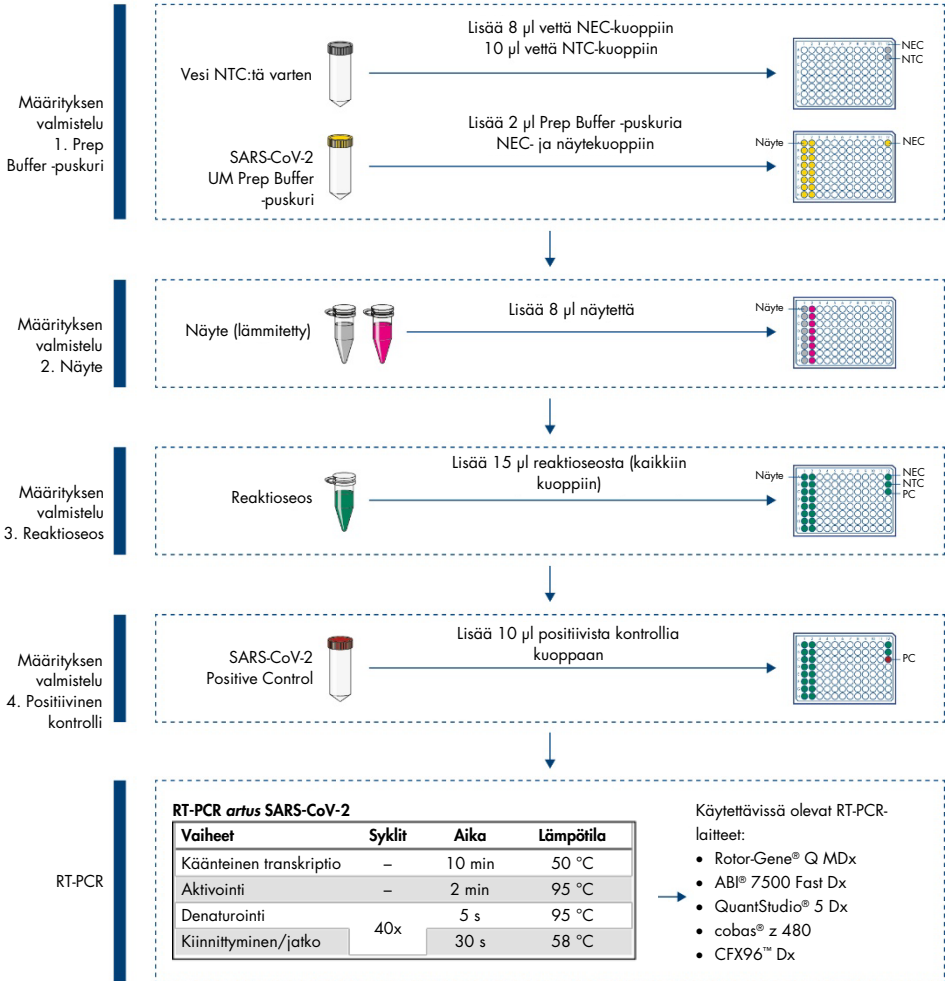 Määrityksen
valmistelu
1. Prep
Buffer -puskuri
Vesi NTC:tä varten
Lisää 8 µl vettä NEC-kuoppiin
10 µl vettä NTC-kuoppiin
NEC
NTC
SARS-CoV-2
UM Prep Buffer
-puskuri
Lisää 2 µl Prep Buffer -puskuria
NEC- ja näytekuoppiin
Näyte
NEC
Määrityksen
valmistelu
2. Näyte
Näyte (lämmitetty)
Lisää 8 µl näytettä
Näyte
Määrityksen
valmistelu
3. Reaktioseos
Reaktioseos
Lisää 15 µl reaktioseosta (kaikkiin
kuoppiin)
Näyte
NEC
NTC
PC
Määrityksen
valmistelu
4. Positiivinen
kontrolli
SARS-CoV-2
Positive Control
Lisää 10 µl positiivista kontrollia
kuoppaan
PC
RT-PCR
RT-PCR artus SARS-CoV-2
Vaiheet Syklit Aika Lämpötila
Käänteinen transkriptio – 10 min 50 °C
Aktivointi – 2 min 95 °C
Denaturointi 5 s 95 °C
40x
Kiinnittyminen/jatko 30 s 58 °C
Käytettävissä olevat RT-PCR-
laitteet:
• Rotor-Gene® Q MDx
• ABI® 7500 Fast Dx
• QuantStudio® 5 Dx
• cobas® z 480
• CFX96™ Dx